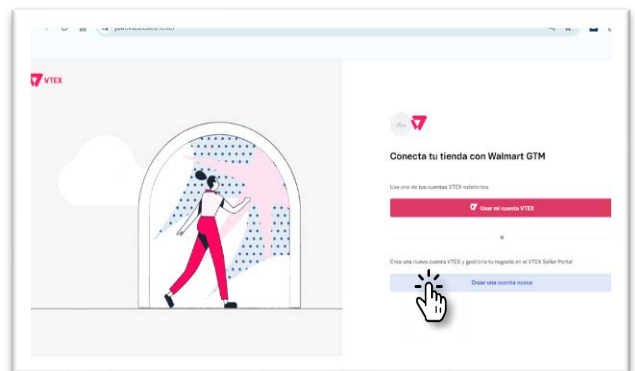 VTEX
Conecta tu tienda con Walmart GTM
Use una de tus cuentas VTEX existentes
Usar mi cuenta VTEX
o
Crea una nueva cuenta VTEX y gestiona tu negocio en el VTEX Seller Portal
Crear una cuenta nueva